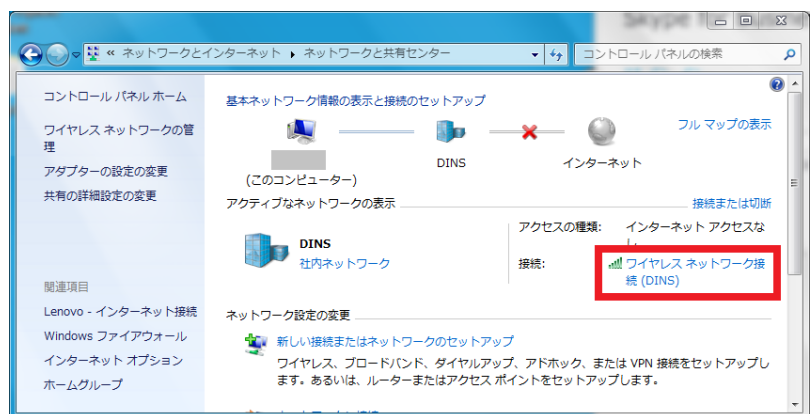 Skype for Business
« ネットワークとインターネット ▸ ネットワークと共有センター
コントロール パネルの検索
コントロール パネル ホーム
ワイヤレス ネットワークの管
理
アダプターの設定の変更
共有の詳細設定の変更
基本ネットワーク情報の表示と接続のセットアップ
フル マップの表示
DINS
インターネット
(このコンピューター)
アクティブなネットワークの表示
接続または切断
DINS
社内ネットワーク
アクセスの種類:
インターネット アクセスな
し
接続:
ワイヤレス ネットワーク接
続 (DINS)
関連項目
Lenovo - インターネット接続
Windows ファイアウォール
インターネット オプション
ホームグループ
ネットワーク設定の変更
新しい接続またはネットワークのセットアップ
ワイヤレス、ブロードバンド、ダイヤルアップ、アドホック、または VPN 接続をセットアップし
ます。あるいは、ルーターまたはアクセス ポイントをセットアップします。